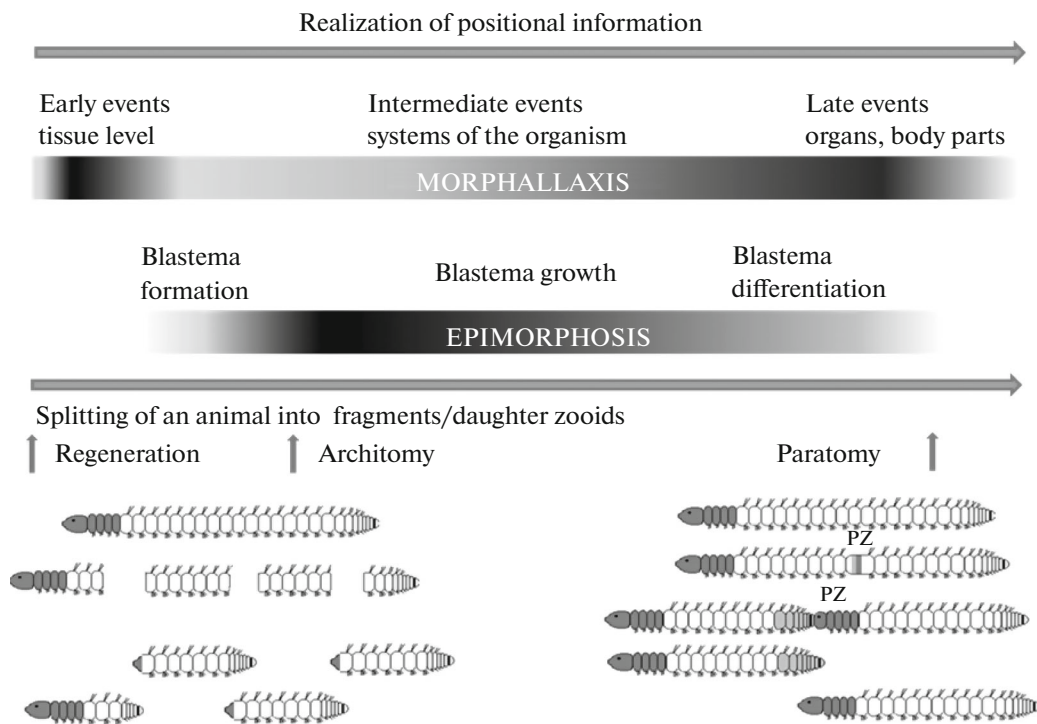 Realization of positional information
Early events
tissue level
Intermediate events
systems of the organism
Late events
organs, body parts
MORPHALLAXIS
Blastema
formation
Blastema growth
Blastema
differentiation
EPIMORPHOSIS
Splitting of an animal into fragments/daughter zooids
Regeneration
Architomy
Paratomy
PZ
PZ